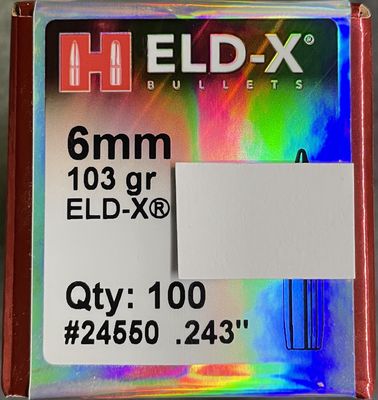 H ELD-X®
BULLETS
6mm
103 gr
ELD-X®
Qty: 100
#24550 .243"